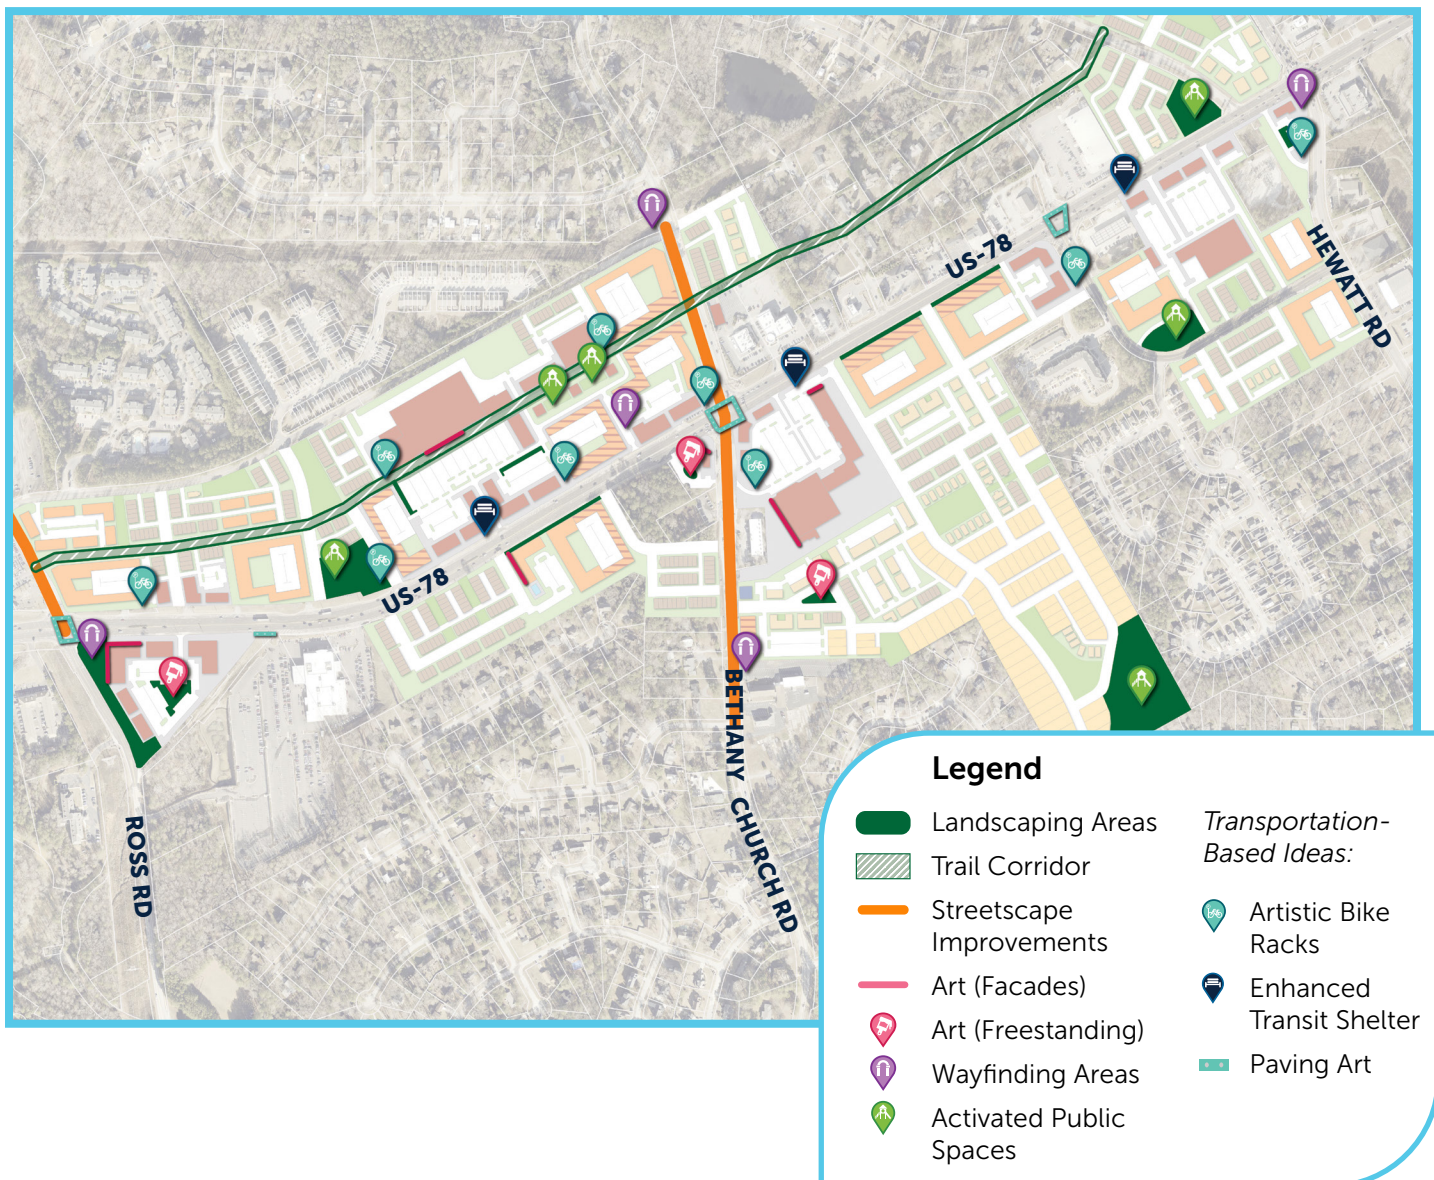 US-78
HEWATT RD
US-78
BETHANY CHURCH RD
ROSS RD
Legend
Landscaping Areas
Trail Corridor
Streetscape
Improvements
Art (Facades)
Art (Freestanding)
Wayfinding Areas
Activated Public
Spaces
Transportation-
Based Ideas:
Artistic Bike
Racks
Enhanced
Transit Shelter
Paving Art